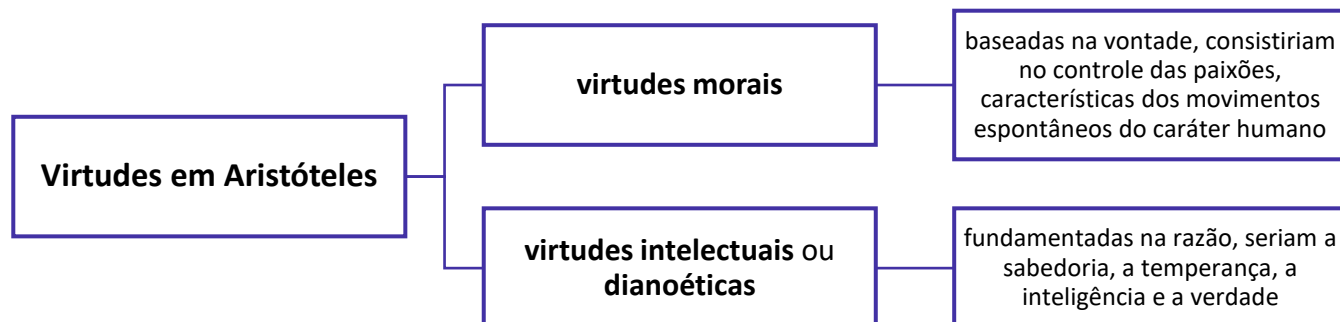 Virtudes em Aristóteles
virtudes morais
baseadas na vontade, consistiriam
no controle das paixões,
características dos movimentos
espontâneos do caráter humano
virtudes intelectuais ou
dianoéticas
fundamentadas na razão, seriam a
sabedoria, a temperança, a
inteligência e a verdade